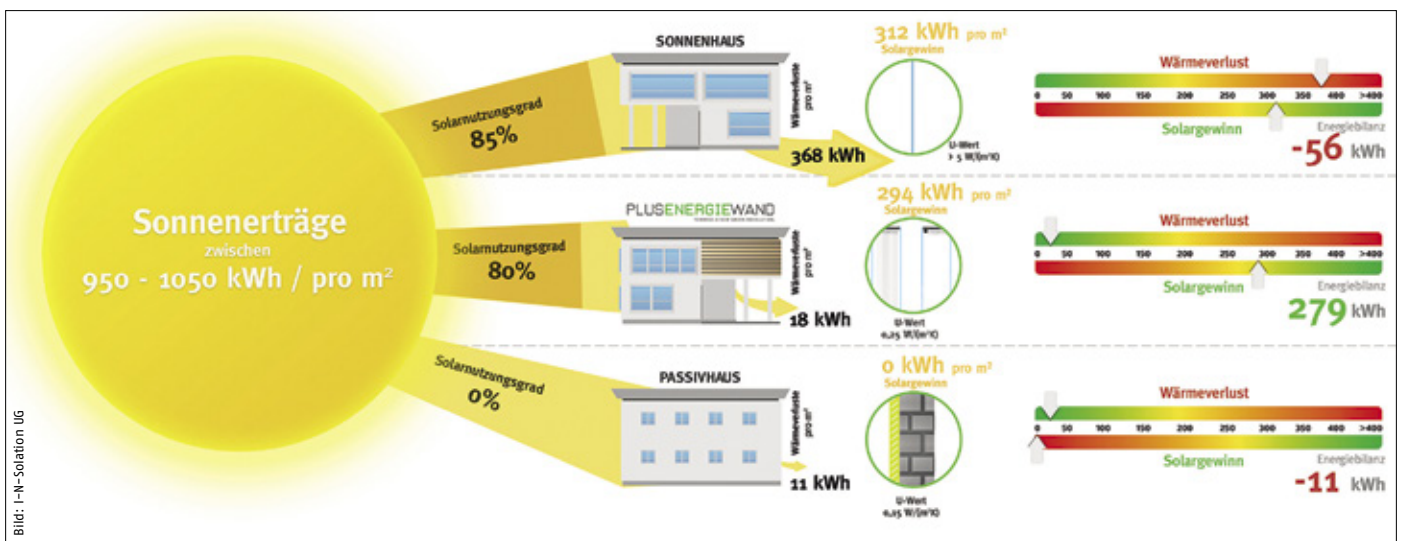 Sonnenerträge
zwischen
950 - 1050 kWh / pro m²
Solarnutzungsgrad
85%
SONNENHAUS
Wärmeverluste
pro m²
368 kWh
312 kWh pro m²
Solargewinn
U-Wert
> 5 W/(m²K)
Wärmeverlust
0 50 100 150 200 250 300 350 400 >400
Solargewinn
Energiebilanz
-56 kWh
Solarnutzungsgrad
80%
PLUSENERGIEWAND
Wärmeverluste
pro m²
18 kWh
294 kWh pro m²
Solargewinn
U-Wert
0,25 W/(m²K)
Wärmeverlust
0 50 100 150 200 250 300 350 400 >400
Solargewinn
Energiebilanz
279 kWh
Solarnutzungsgrad
0%
PASSIVHAUS
Wärmeverluste
pro m²
11 kWh
0 kWh pro m²
Solargewinn
U-Wert
0,15 W/(m²K)
Wärmeverlust
0 50 100 150 200 250 300 350 400 >400
Solargewinn
Energiebilanz
-11 kWh
Bild: I-N-Solation UG